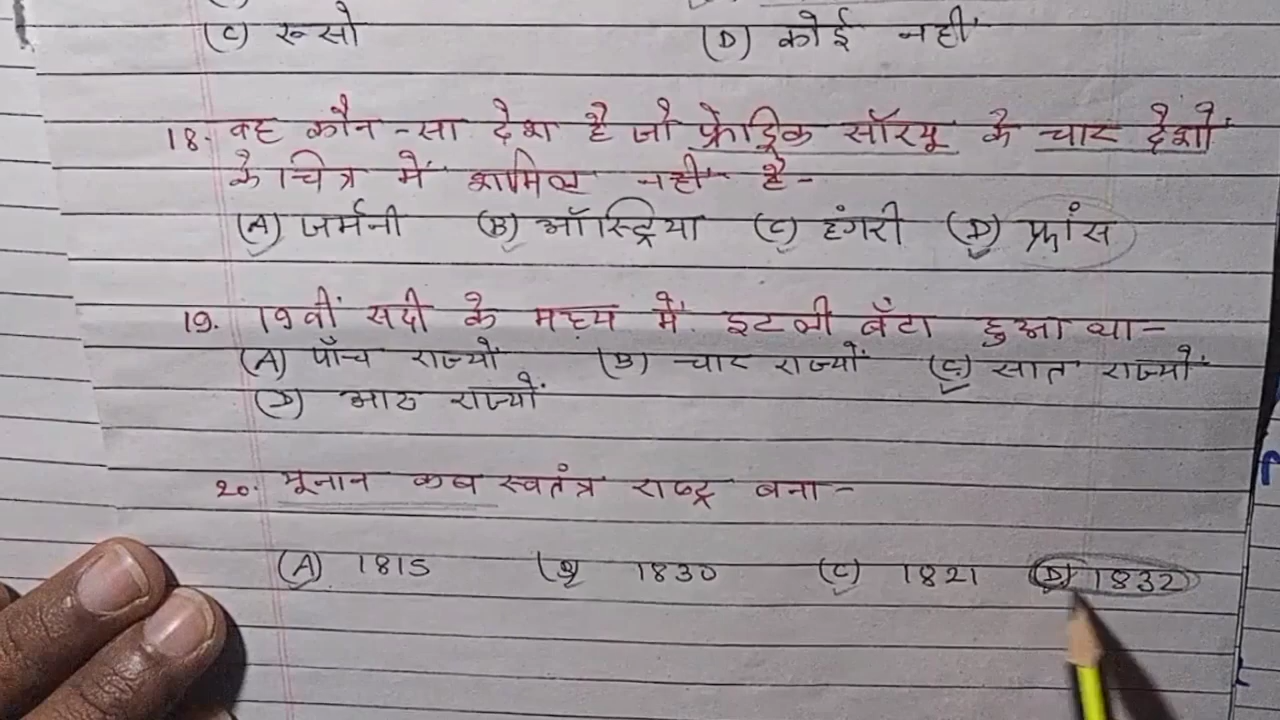 (C) रूसो (D) कोई नहीं
18. वह कौन-सा देश है जो फ्रेड्रिक सॉरयू के चार देशों
के चित्र में शामिल नहीं है-
(A) जर्मनी (B) ऑस्ट्रिया (C) हंगरी (D) फ्रांस
19. 19वीं सदी के मध्य में इटली बँटा हुआ था-
(A) पाँच राज्यों (B) चार राज्यों (C) सात राज्यों
(D) आठ राज्यों
20. यूनान कब स्वतंत्र राष्ट्र बना-
(A) 1815 (B) 1830 (C) 1821 (D) 1832